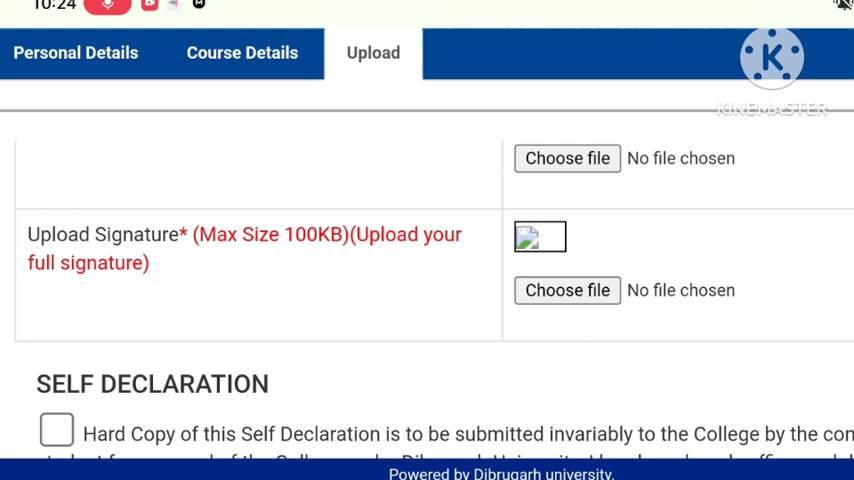 10:24
Personal Details
Course Details
Upload
K
KINEMASTER
Choose file No file chosen
Upload Signature* (Max Size 100KB)(Upload your
full signature)
Choose file No file chosen
SELF DECLARATION
Hard Copy of this Self Declaration is to be submitted invariably to the College by the con
Powered by Dibrugarh university.